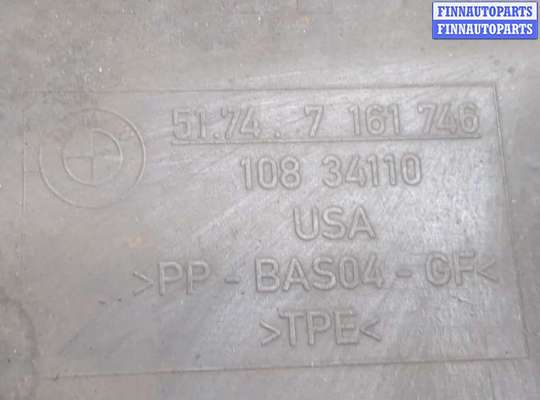 FINNAUTOPARTS
FINNAUTOPARTS
51.74 . 7 161 746
108 34110
USA
>PP - BAS04 - GF<
>TPE<